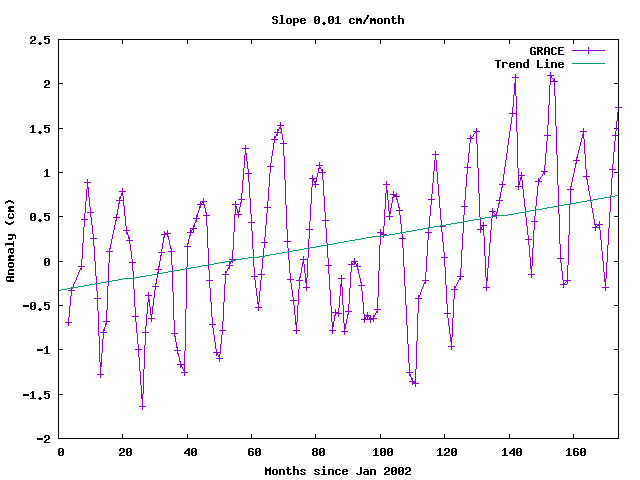 Slope 0.01 cm/month
GRACE
Trend Line
2.5
2
1.5
1
0.5
0
-0.5
-1
-1.5
-2
Anomaly (cm)
0 20 40 60 80 100 120 140 160
Months since Jan 2002